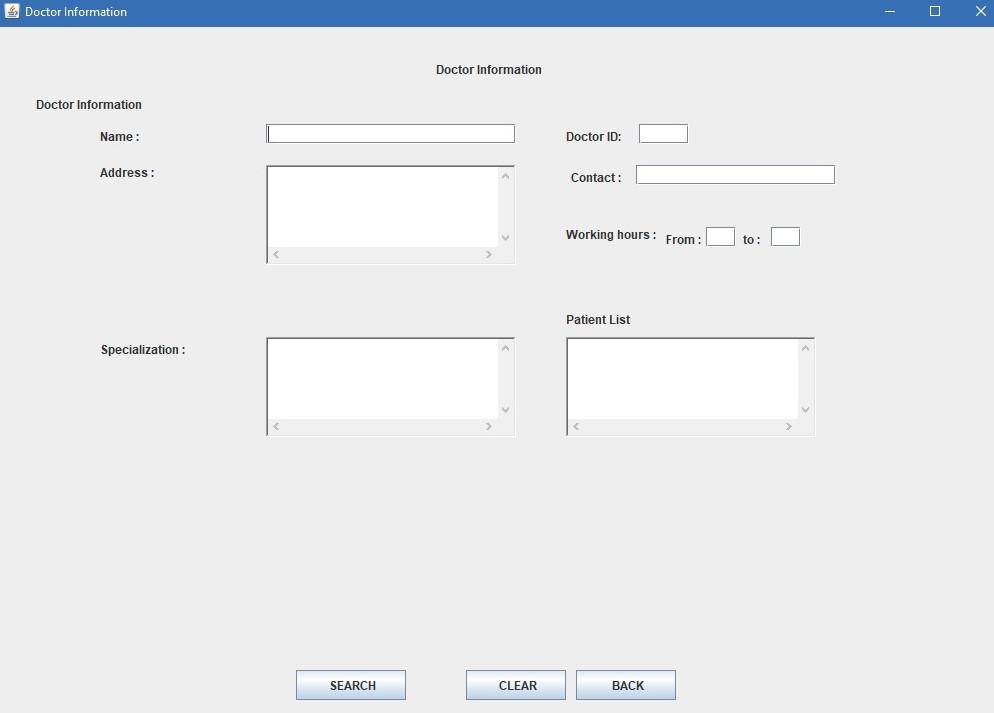 Doctor Information
Doctor Information
Doctor Information
Name :
Doctor ID:
Address :
Contact :
Working hours : From : to :
Patient List
Specialization :
SEARCH CLEAR BACK